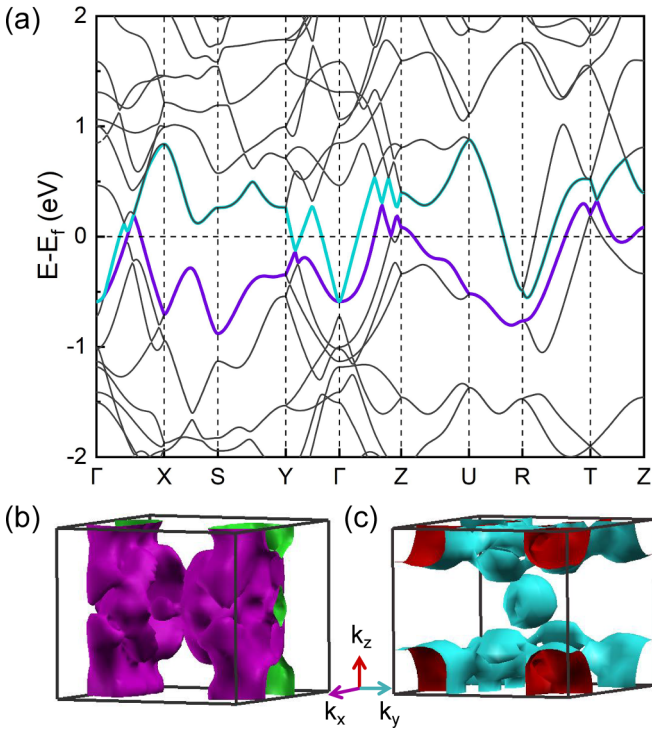 (a)
2
1
0
-1
-2
E-E_f (eV)
Γ X S Y Γ Z U R T Z
(b) (c)
k_z
k_x k_y